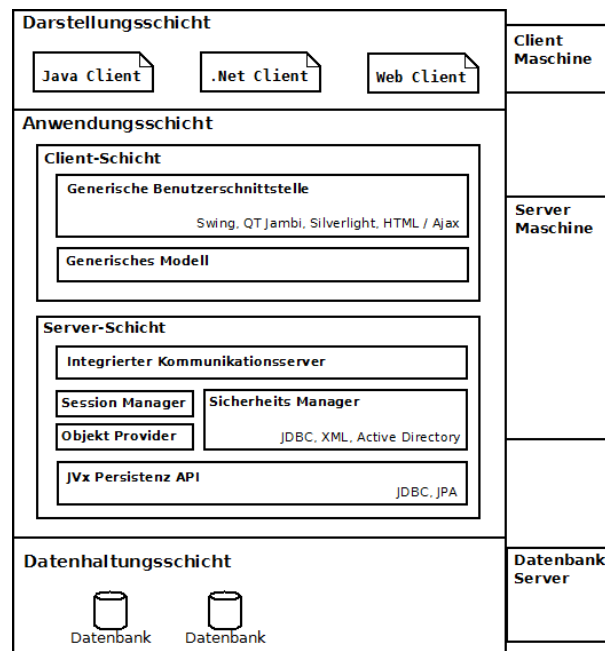 Darstellungsschicht
Java Client
.Net Client
Web Client
Client
Maschine
Anwendungsschicht
Client-Schicht
Generische Benutzerschnittstelle
Swing, QT Jambi, Silverlight, HTML / Ajax
Generisches Modell
Server
Maschine
Server-Schicht
Integrierter Kommunikationsserver
Session Manager
Objekt Provider
Sicherheits Manager
JDBC, XML, Active Directory
JVx Persistenz API
JDBC, JPA
Datenhaltungsschicht
Datenbank
Datenbank
Datenbank
Server